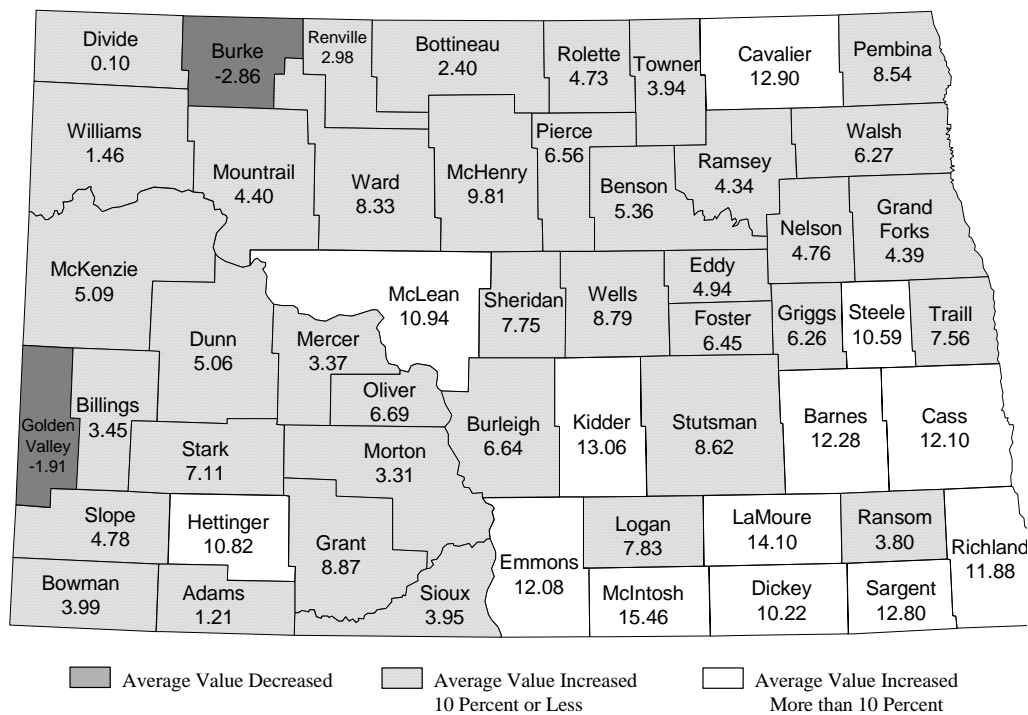 Divide
0.10
Burke
-2.86
Renville
2.98
Bottineau
2.40
Rolette
4.73
Towner
3.94
Cavalier
12.90
Pembina
8.54
Williams
1.46
Mountrail
4.40
Ward
8.33
McHenry
9.81
Pierce
6.56
Benson
5.36
Ramsey
4.34
Walsh
6.27
Nelson
4.76
Grand
Forks
4.39
McKenzie
5.09
Dunn
5.06
Mercer
3.37
McLean
10.94
Sheridan
7.75
Wells
8.79
Eddy
4.94
Foster
6.45
Griggs
6.26
Steele
10.59
Traill
7.56
Golden
Valley
-1.91
Billings
3.45
Stark
7.11
Oliver
6.69
Morton
3.31
Burleigh
6.64
Kidder
13.06
Stutsman
8.62
Barnes
12.28
Cass
12.10
Slope
4.78
Hettinger
10.82
Grant
8.87
Emmons
12.08
Logan
7.83
LaMoure
14.10
Ransom
3.80
Richland
11.88
Bowman
3.99
Adams
1.21
Sioux
3.95
McIntosh
15.46
Dickey
10.22
Sargent
12.80
Average Value Decreased
Average Value Increased
10 Percent or Less
Average Value Increased
More than 10 Percent